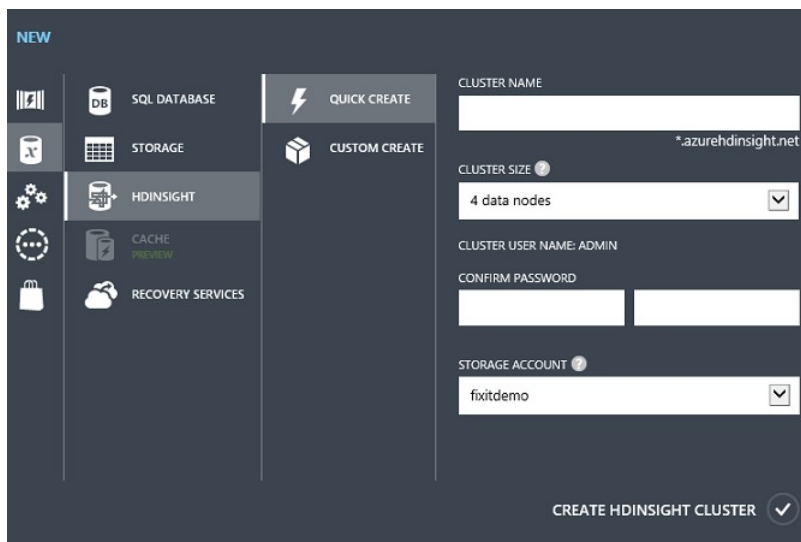 NEW
DB
SQL DATABASE
STORAGE
x
HDINSIGHT
CACHE
PREVIEW
RECOVERY SERVICES
QUICK CREATE
CUSTOM CREATE
CLUSTER NAME
*.azurehdinsight.net
CLUSTER SIZE ?
4 data nodes
CLUSTER USER NAME: ADMIN
CONFIRM PASSWORD
STORAGE ACCOUNT ?
fixitdemo
CREATE HDINSIGHT CLUSTER